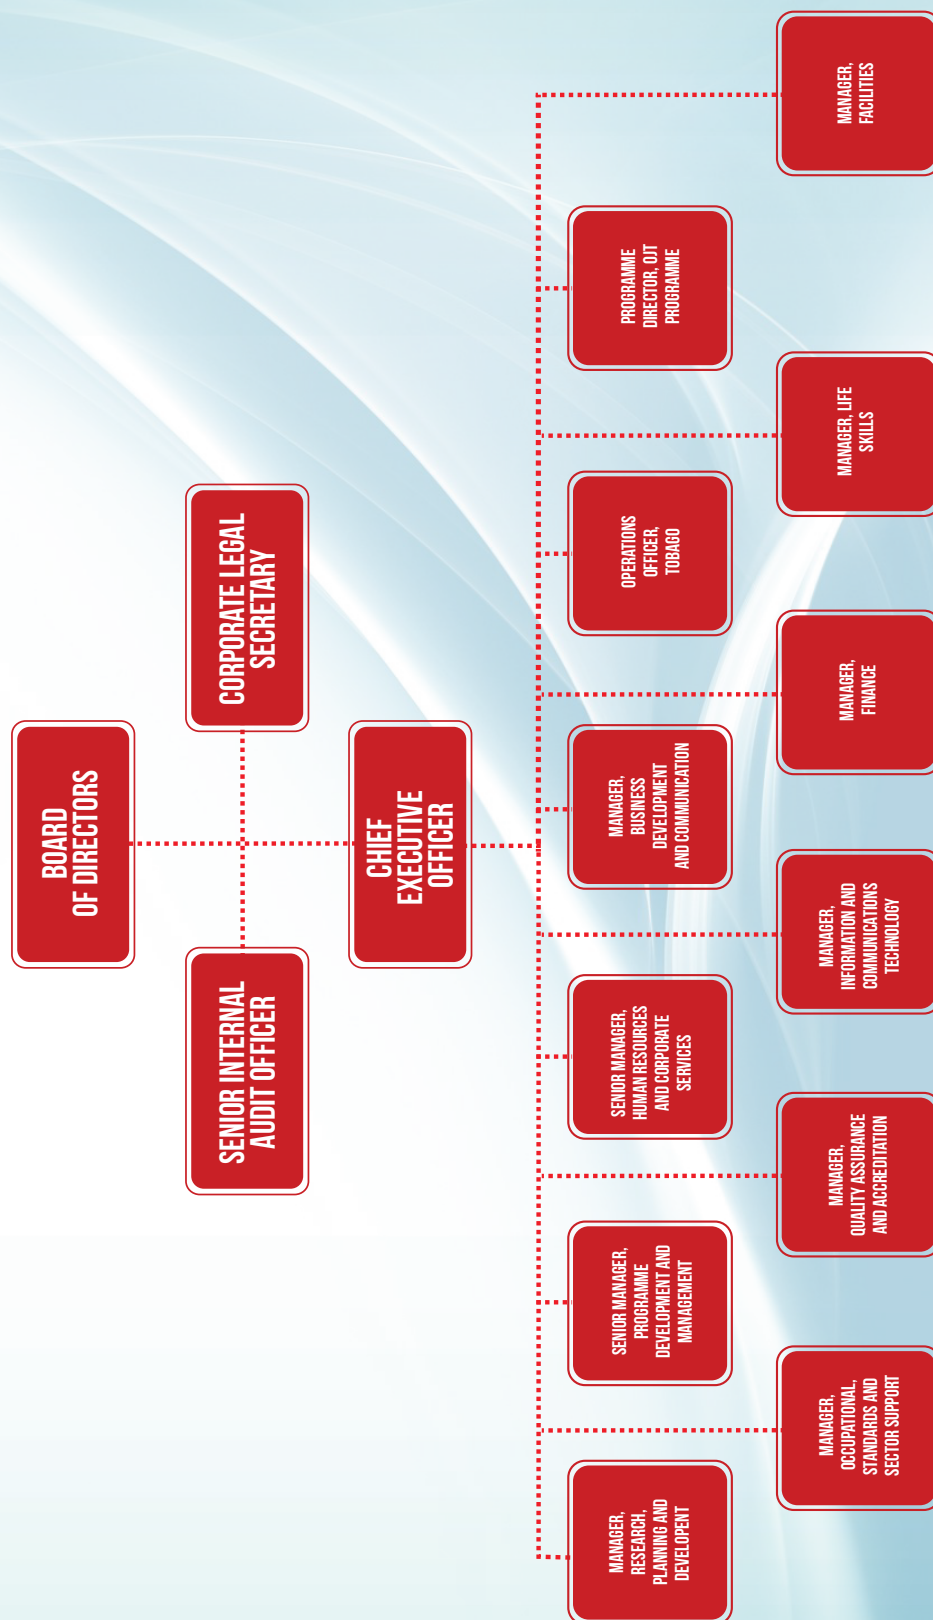 BOARD
OF DIRECTORS
SENIOR INTERNAL
AUDIT OFFICER
CORPORATE LEGAL
SECRETARY
CHIEF
EXECUTIVE
OFFICER
MANAGER,
RESEARCH,
PLANNING AND
DEVELOPENT
SENIOR MANAGER,
PROGRAMME
DEVELOPMENT AND
MANAGEMENT
SENIOR MANAGER,
HUMAN RESOURCES
AND CORPORATE
SERVICES
MANAGER,
BUSINESS
DEVELOPMENT
AND COMMUNICATION
OPERATIONS
OFFICER,
TOBAGO
PROGRAMME
DIRECTOR, OJT
PROGRAMME
MANAGER,
OCCUPATIONAL,
STANDARDS AND
SECTOR SUPPORT
MANAGER,
QUALITY ASSURANCE
AND ACCREDITATION
MANAGER,
INFORMATION AND
COMMUNICATIONS
TECHNOLOGY
MANAGER,
FINANCE
MANAGER, LIFE
SKILLS
MANAGER,
FACILITIES